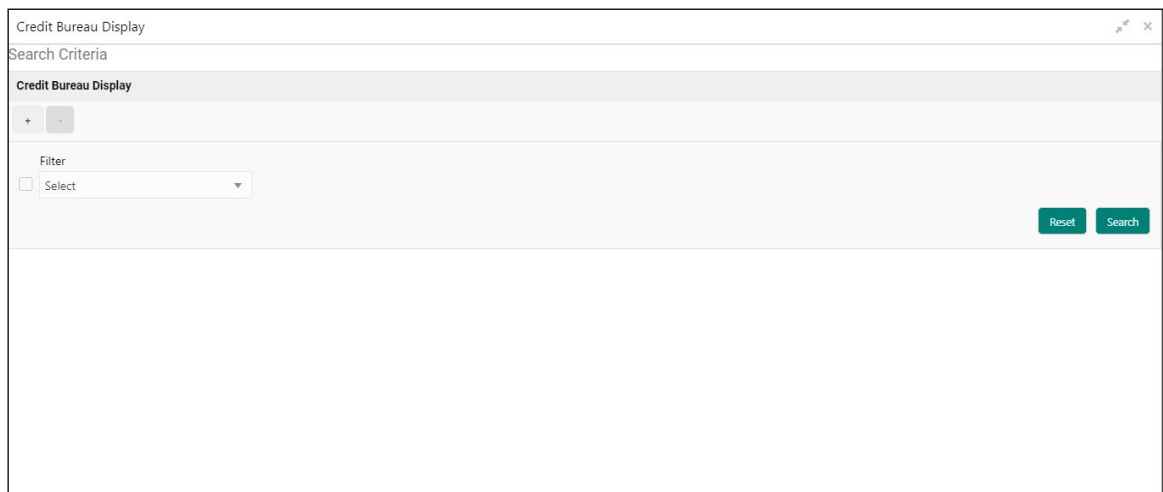 Credit Bureau Display
Search Criteria
Credit Bureau Display
+ -
Filter
Select
Reset Search